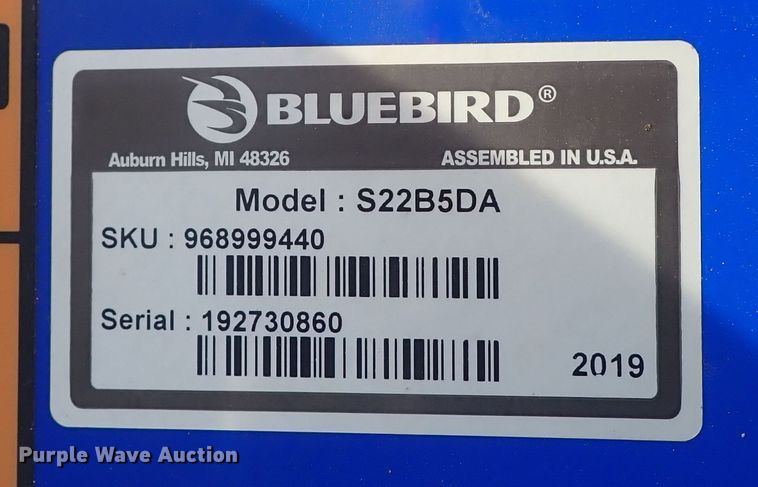 BLUEBIRD®
Auburn Hills, MI 48326 ASSEMBLED IN U.S.A.
Model : S22B5DA
SKU : 968999440
Serial : 192730860
2019
Purple Wave Auction